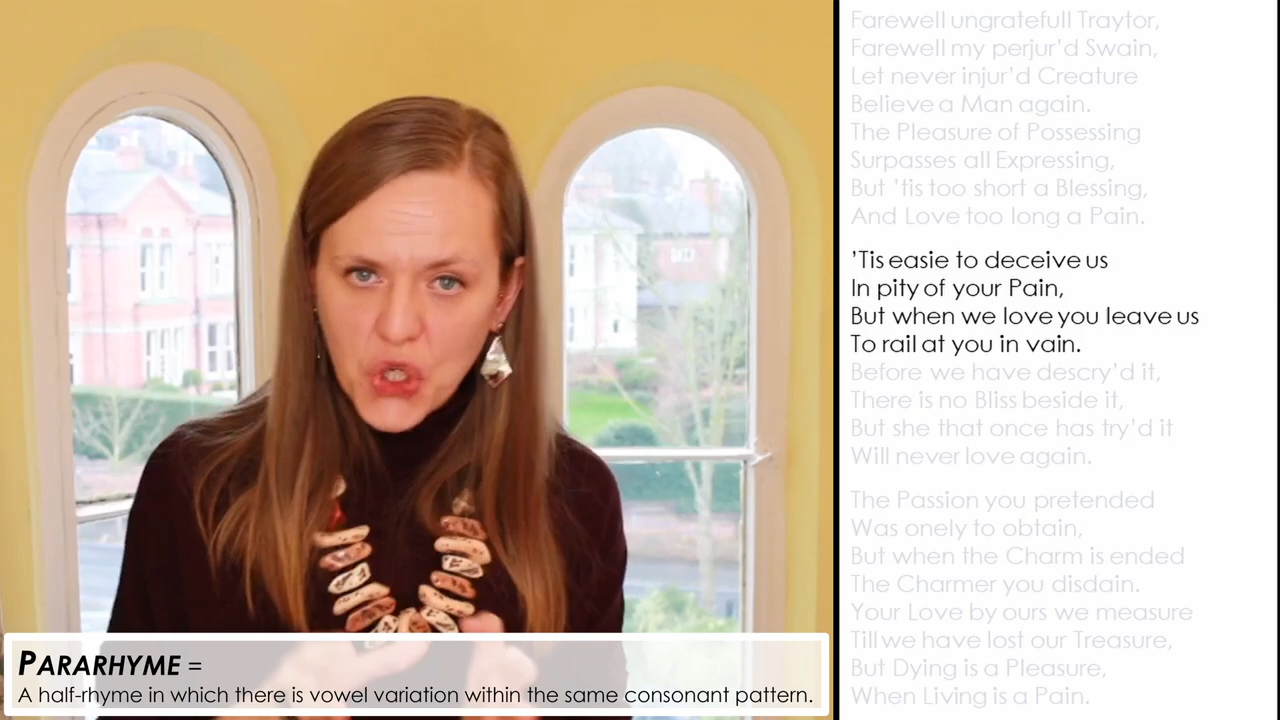 Farewell ungratefull Traytor,
Farewell my perjur'd Swain,
Let never injur'd Creature
Believe a Man again.
The Pleasure of Possessing
Surpasses all Expressing,
But 'tis too short a Blessing,
And Love too long a Pain.
'Tis easie to deceive us
In pity of your Pain,
But when we love you leave us
To rail at you in vain.
Before we have descry'd it,
There is no Bliss beside it,
But she that once has try'd it
Will never love again.
The Passion you pretended
Was onely to obtain,
But when the Charm is ended
The Charmer you disdain.
Your Love by ours we measure
Till we have lost our Treasure,
But Dying is a Pleasure,
When Living is a Pain.
PARARHYME =
A half-rhyme in which there is vowel variation within the same consonant pattern.